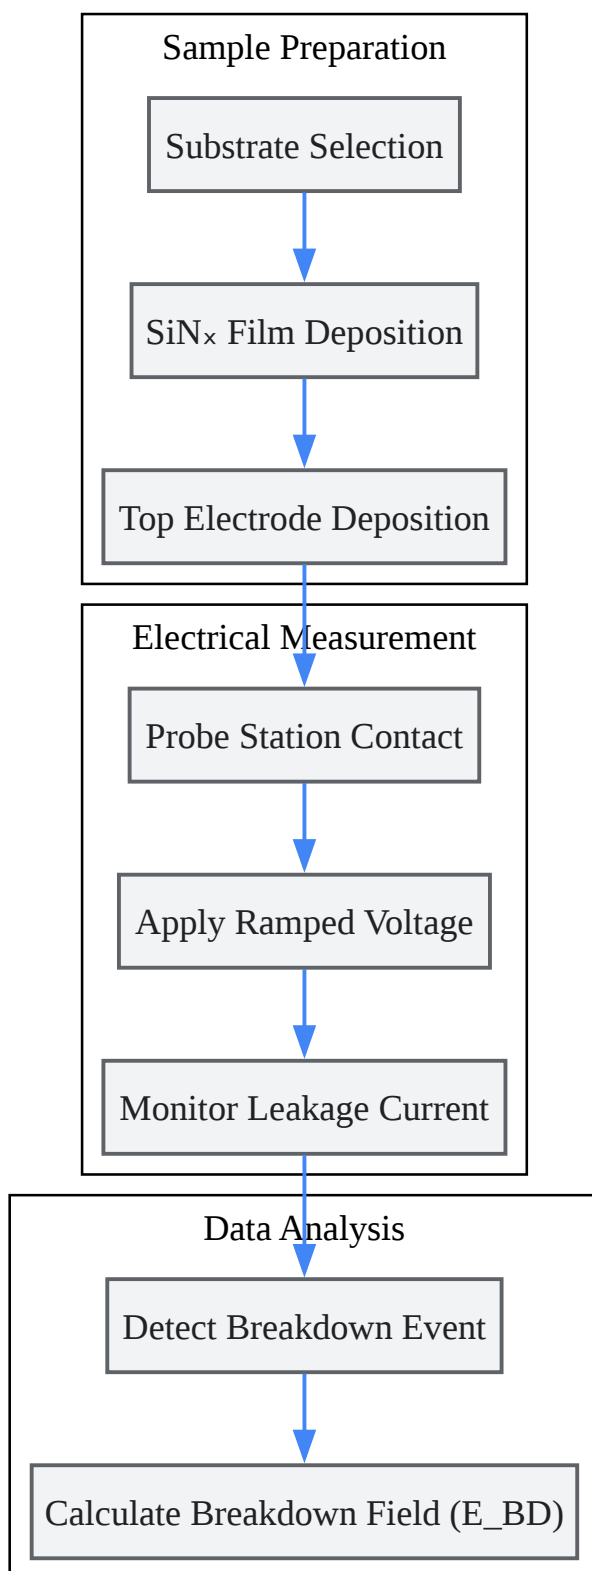 Sample Preparation
Substrate Selection
SiNₓ Film Deposition
Top Electrode Deposition
Electrical Measurement
Probe Station Contact
Apply Ramped Voltage
Monitor Leakage Current
Data Analysis
Detect Breakdown Event
Calculate Breakdown Field (E_BD)